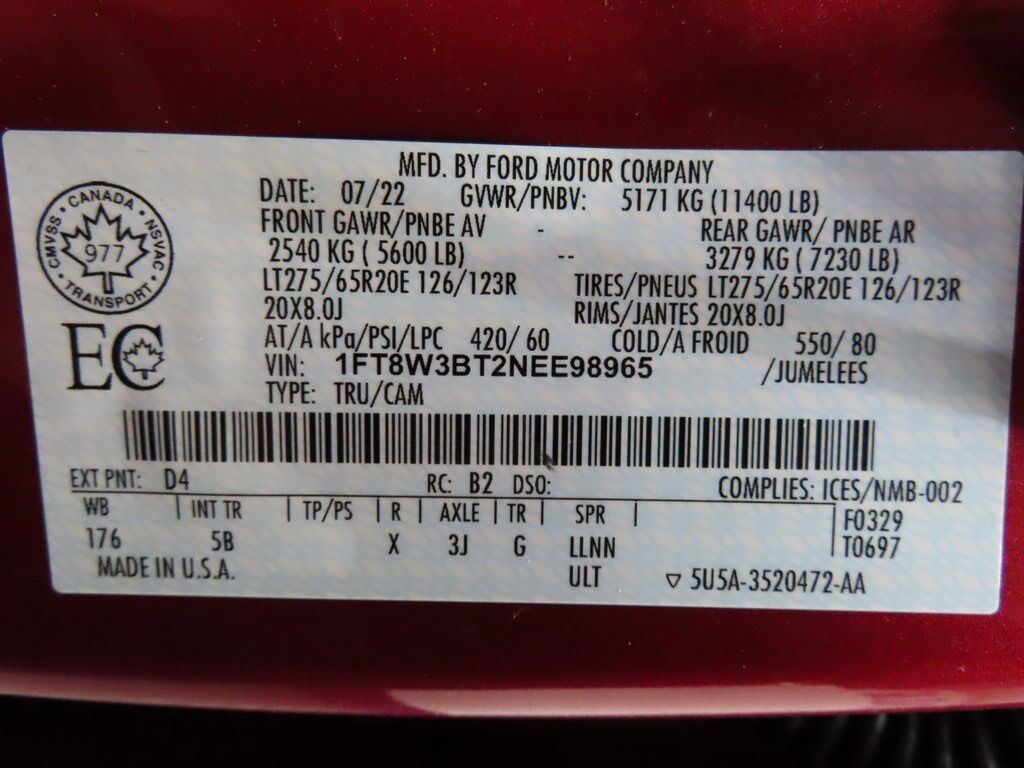 MFD. BY FORD MOTOR COMPANY
DATE: 07/22 GVWR/PNBV: 5171 KG (11400 LB)
FRONT GAWR/PNBE AV - REAR GAWR/ PNBE AR
2540 KG ( 5600 LB) -- 3279 KG ( 7230 LB)
LT275/65R20E 126/123R TIRES/PNEUS LT275/65R20E 126/123R
20X8.0J RIMS/JANTES 20X8.0J
AT/A kPa/PSI/LPC 420/ 60 COLD/A FROID 550/ 80
VIN: 1FT8W3BT2NEE98965 /JUMELEES
TYPE: TRU/CAM
CANADA
CMVSS NSVAC
977
TRANSPORT
EC
EXT PNT: D4 RC: B2 DSO: COMPLIES: ICES/NMB-002
WB | INT TR | TP/PS | R | AXLE | TR | SPR | F0329
176 5B X 3J G LLNN T0697
MADE IN U.S.A. ULT ▽ 5U5A-3520472-AA